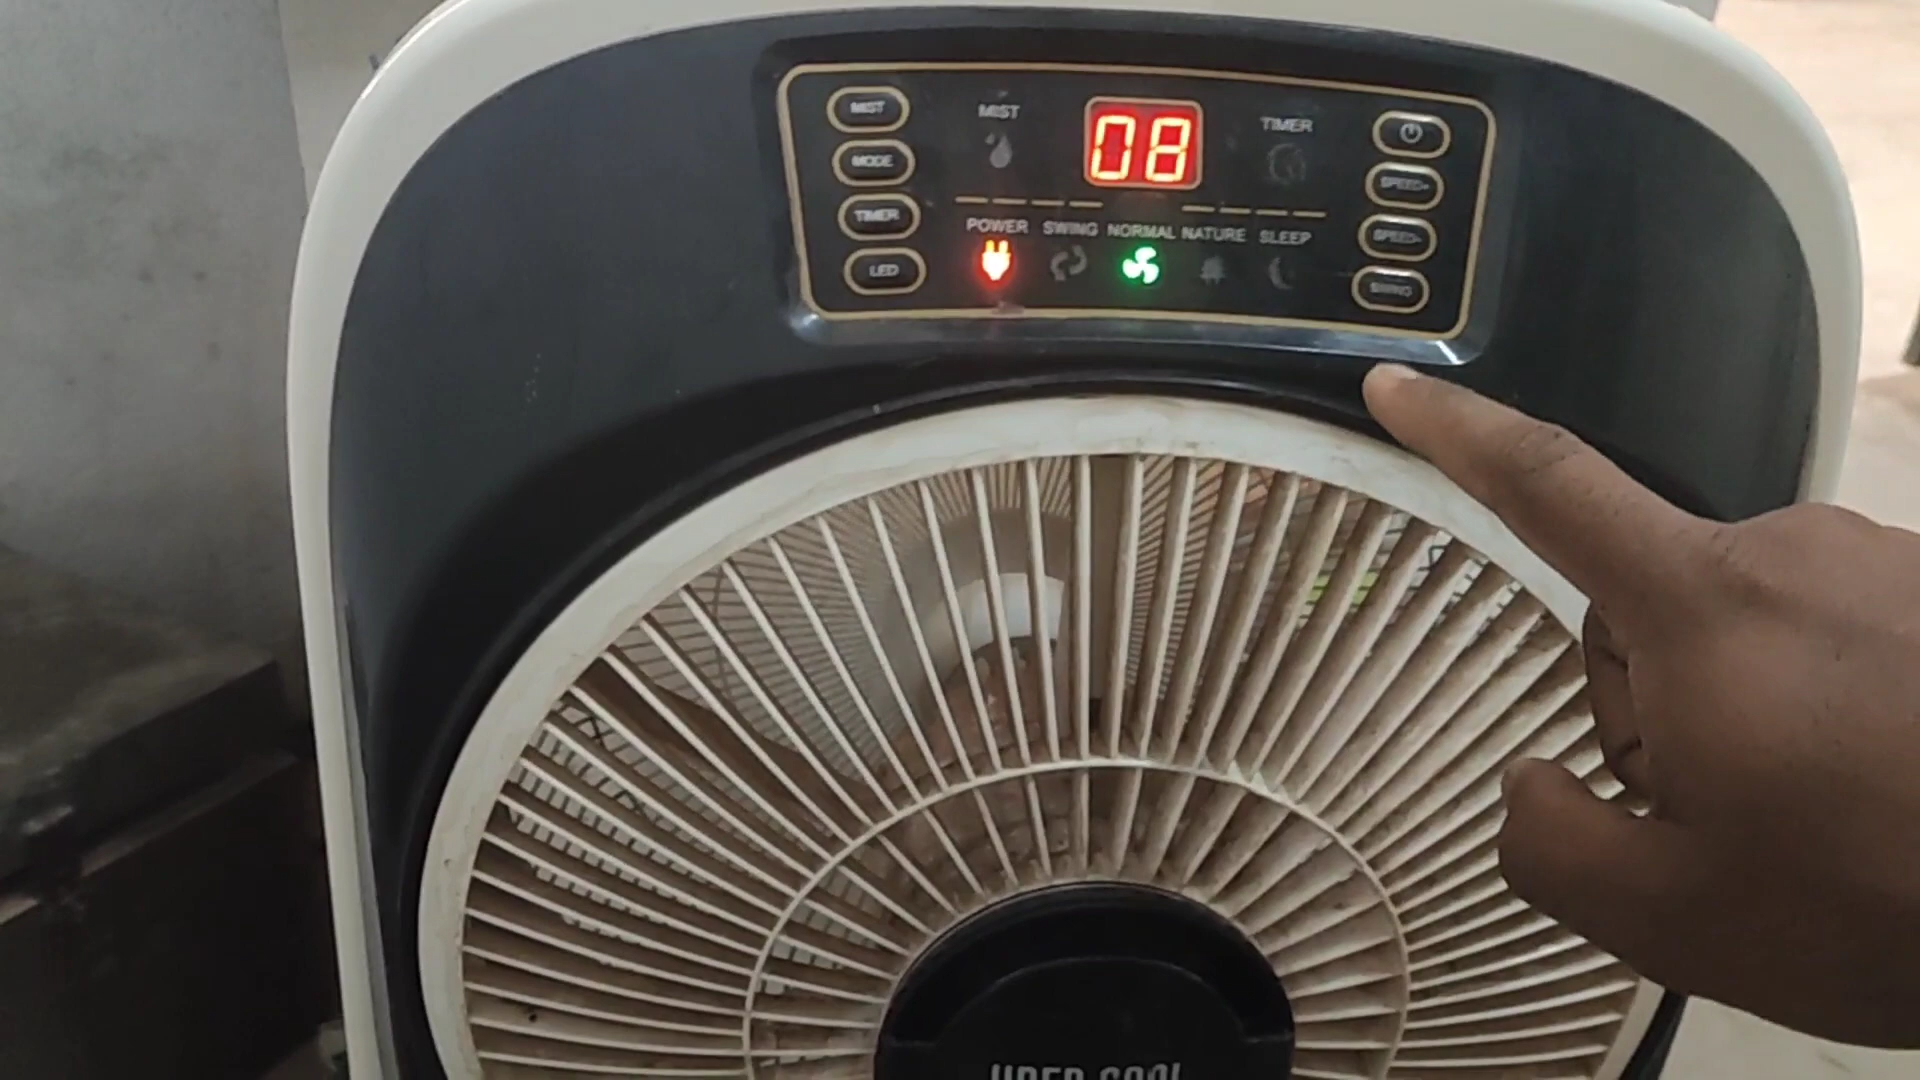 MIST
MODE
TIMER
LED
MIST
08
TIMER
POWER SWING NORMAL NATURE SLEEP
SPEED+
SPEED-
SWING